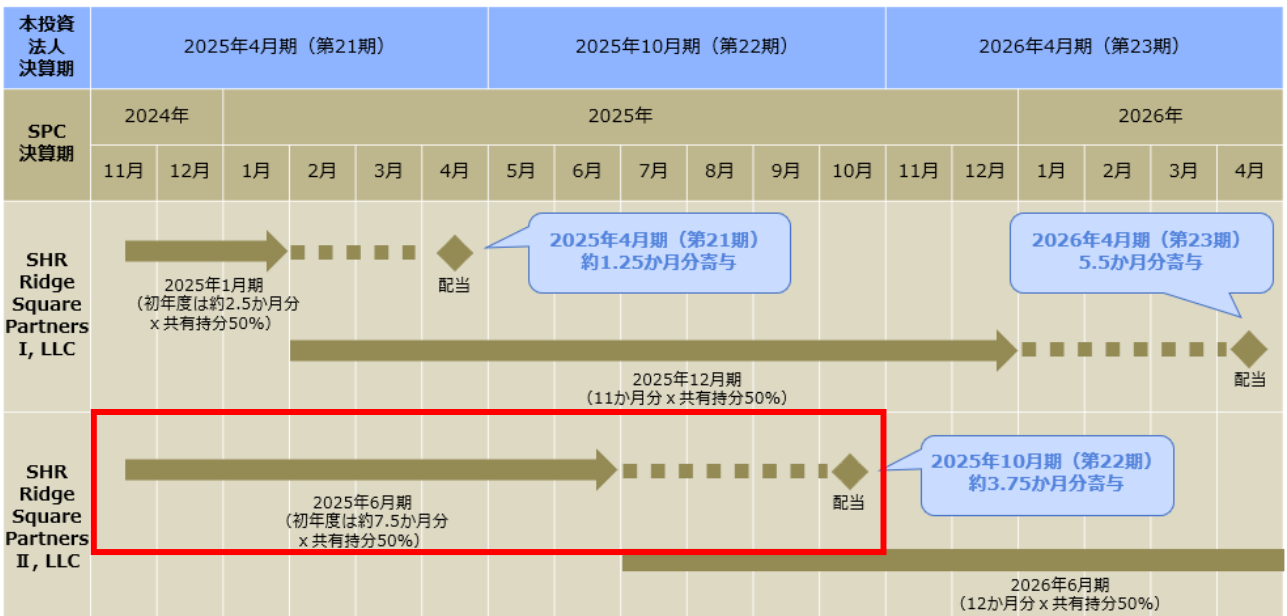 本投資
法人
決算期
2025年4月期（第21期）
2025年10月期（第22期）
2026年4月期（第23期）
SPC
決算期
2024年
2025年
2026年
11月
12月
1月
2月
3月
4月
5月
6月
7月
8月
9月
10月
11月
12月
1月
2月
3月
4月
SHR
Ridge
Square
Partners
I, LLC
2025年1月期
（初年度は約2.5か月分
x 共有持分50%）
配当
2025年4月期（第21期）
約1.25か月分寄与
2026年4月期（第23期）
5.5か月分寄与
2025年12月期
（11か月分 x 共有持分50%）
配当
SHR
Ridge
Square
Partners
Ⅱ, LLC
2025年6月期
（初年度は約7.5か月分
x 共有持分50%）
配当
2025年10月期（第22期）
約3.75か月分寄与
2026年6月期
（12か月分 x 共有持分50%）